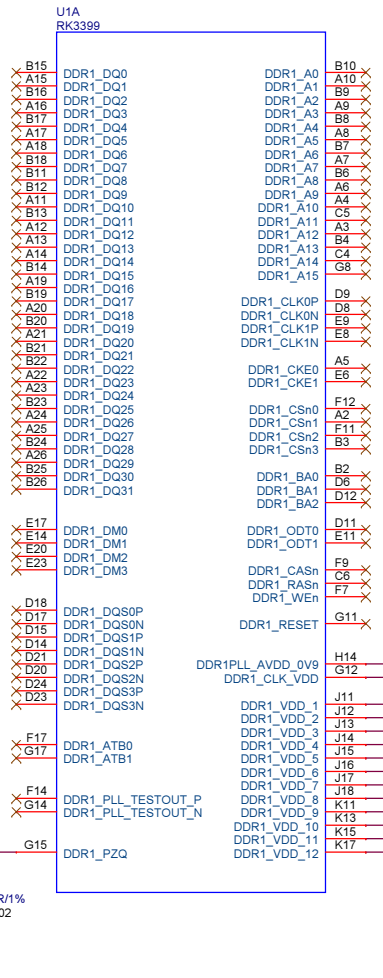 U1A
RK3399
B15 DDR1_DQ0 DDR1_A0 B10
A15 DDR1_DQ1 DDR1_A1 A10
B16 DDR1_DQ2 DDR1_A2 B9
A16 DDR1_DQ3 DDR1_A3 A9
B17 DDR1_DQ4 DDR1_A4 B8
A17 DDR1_DQ5 DDR1_A5 A8
A18 DDR1_DQ6 DDR1_A6 B7
B18 DDR1_DQ7 DDR1_A7 A7
B11 DDR1_DQ8 DDR1_A8 B6
B12 DDR1_DQ9 DDR1_A9 A6
A11 DDR1_DQ10 DDR1_A10 A4
B13 DDR1_DQ11 DDR1_A11 C5
A12 DDR1_DQ12 DDR1_A12 A3
A13 DDR1_DQ13 DDR1_A13 B4
A14 DDR1_DQ14 DDR1_A14 C4
B14 DDR1_DQ15 DDR1_A15 G8
A19 DDR1_DQ16
B19 DDR1_DQ17 DDR1_CLK0P D9
A20 DDR1_DQ18 DDR1_CLK0N D8
B20 DDR1_DQ19 DDR1_CLK1P E9
A21 DDR1_DQ20 DDR1_CLK1N E8
B21 DDR1_DQ21
B22 DDR1_DQ22 DDR1_CKE0 A5
A22 DDR1_DQ23 DDR1_CKE1 E6
A23 DDR1_DQ24
B23 DDR1_DQ25 DDR1_CSn0 F12
A24 DDR1_DQ26 DDR1_CSn1 A2
A25 DDR1_DQ27 DDR1_CSn2 F11
B24 DDR1_DQ28 DDR1_CSn3 B3
A26 DDR1_DQ29
B25 DDR1_DQ30 DDR1_BA0 B2
B26 DDR1_DQ31 DDR1_BA1 D6
DDR1_BA2 D12
E17 DDR1_DM0 DDR1_ODT0 D11
E14 DDR1_DM1 DDR1_ODT1 E11
E20 DDR1_DM2
E23 DDR1_DM3 DDR1_CASn F9
DDR1_RASn C6
DDR1_WEn F7
D18 DDR1_DQS0P
D17 DDR1_DQS0N DDR1_RESET G11
D15 DDR1_DQS1P
D14 DDR1_DQS1N
D21 DDR1_DQS2P DDR1PLL_AVDD_0V9 H14
D20 DDR1_DQS2N DDR1_CLK_VDD G12
D24 DDR1_DQS3P
D23 DDR1_DQS3N DDR1_VDD_1 J11
DDR1_VDD_2 J12
DDR1_VDD_3 J13
F17 DDR1_ATB0 DDR1_VDD_4 J14
G17 DDR1_ATB1 DDR1_VDD_5 J15
DDR1_VDD_6 J16
DDR1_VDD_7 J17
F14 DDR1_PLL_TESTOUT_P DDR1_VDD_8 J18
G14 DDR1_PLL_TESTOUT_N DDR1_VDD_9 K11
DDR1_VDD_10 K13
DDR1_VDD_11 K15
G15 DDR1_PZQ DDR1_VDD_12 K17
R/1%
02